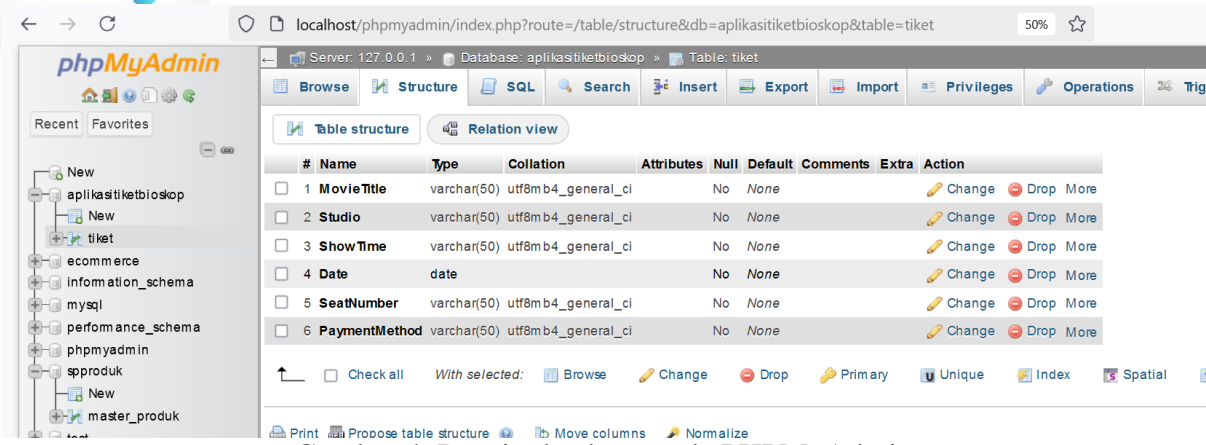 localhost/phpmyadmin/index.php?route=/table/structure&db=aplikasitiketbioskop&table=tiket 50%
phpMyAdmin
Recent Favorites
New
aplikasitiketbioskop
New
tiket
ecommerce
information_schema
mysql
performance_schema
phpmyadmin
spproduk
New
master_produk
Server: 127.0.0.1 » Database: aplikasitiketbioskop » Table: tiket
Browse Structure SQL Search Insert Export Import Privileges Operations
Table structure Relation view
# Name Type Collation Attributes Null Default Comments Extra Action
1 MovieTitle varchar(50) utf8mb4_general_ci No None Change Drop More
2 Studio varchar(50) utf8mb4_general_ci No None Change Drop More
3 ShowTime varchar(50) utf8mb4_general_ci No None Change Drop More
4 Date date No None Change Drop More
5 SeatNumber varchar(50) utf8mb4_general_ci No None Change Drop More
6 PaymentMethod varchar(50) utf8mb4_general_ci No None Change Drop More
Check all With selected: Browse Change Drop Primary Unique Index Spatial
Print Propose table structure Move columns Normalize